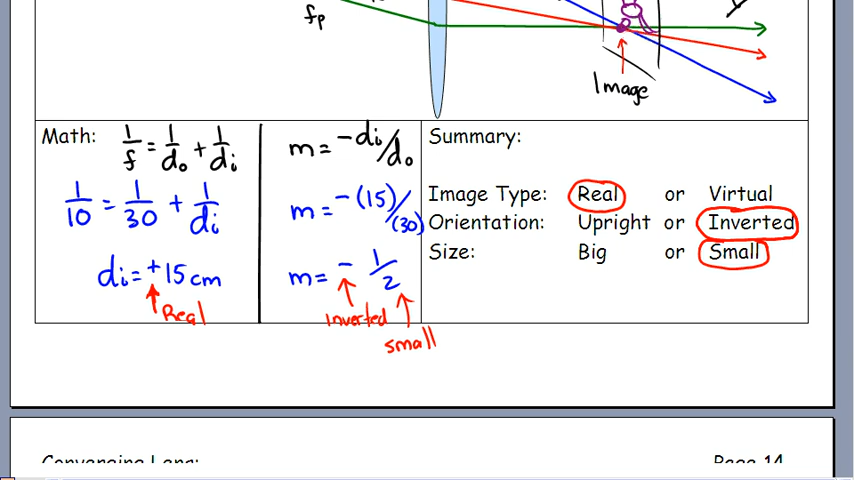 fp
Image
Math:
1/f = 1/do + 1/di
1/10 = 1/30 + 1/di
di = +15 cm
Real
m = -di/do
m = -(15)/(30)
m = - 1/2
inverted
small
Summary:
Image Type: Real or Virtual
Orientation: Upright or Inverted
Size: Big or Small
Converging Lens:
Page 14